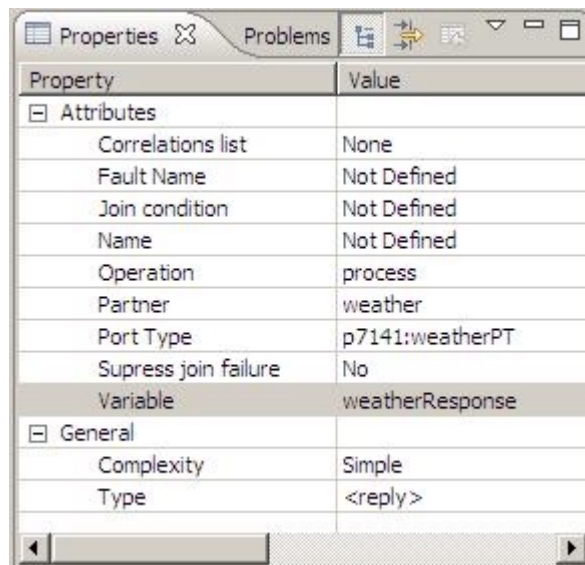 Properties Problems
Property Value
Attributes
Correlations list None
Fault Name Not Defined
Join condition Not Defined
Name Not Defined
Operation process
Partner weather
Port Type p7141:weatherPT
Supress join failure No
Variable weatherResponse
General
Complexity Simple
Type <reply>